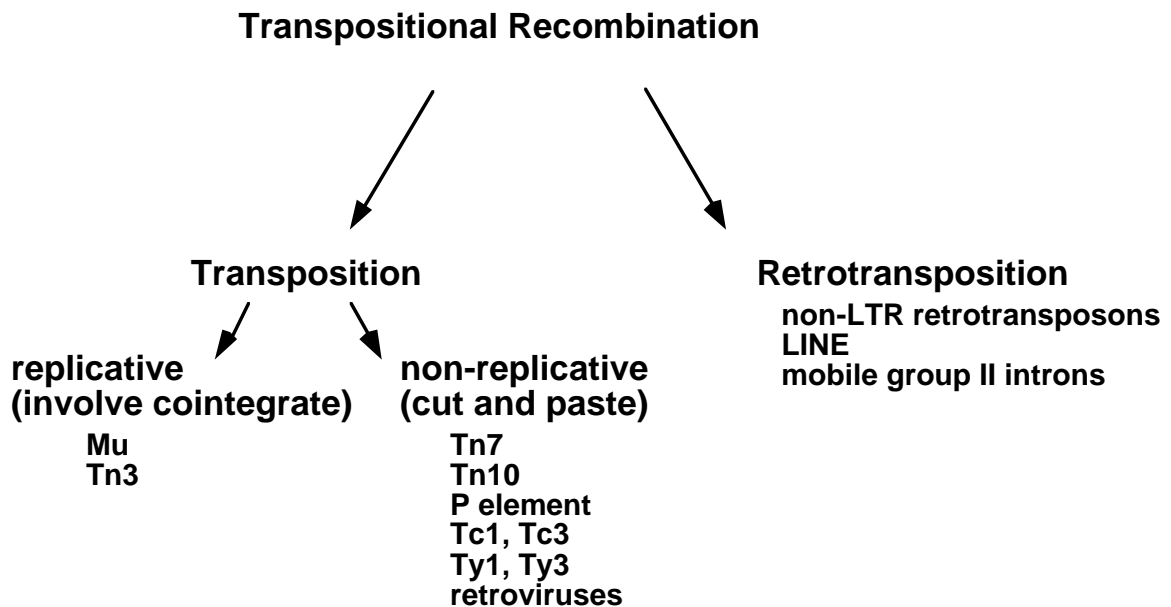 Transpositional Recombination
Transposition
replicative
(involve cointegrate)
Mu
Tn3
non-replicative
(cut and paste)
Tn7
Tn10
P element
Tc1, Tc3
Ty1, Ty3
retroviruses
Retrotransposition
non-LTR retrotransposons
LINE
mobile group II introns